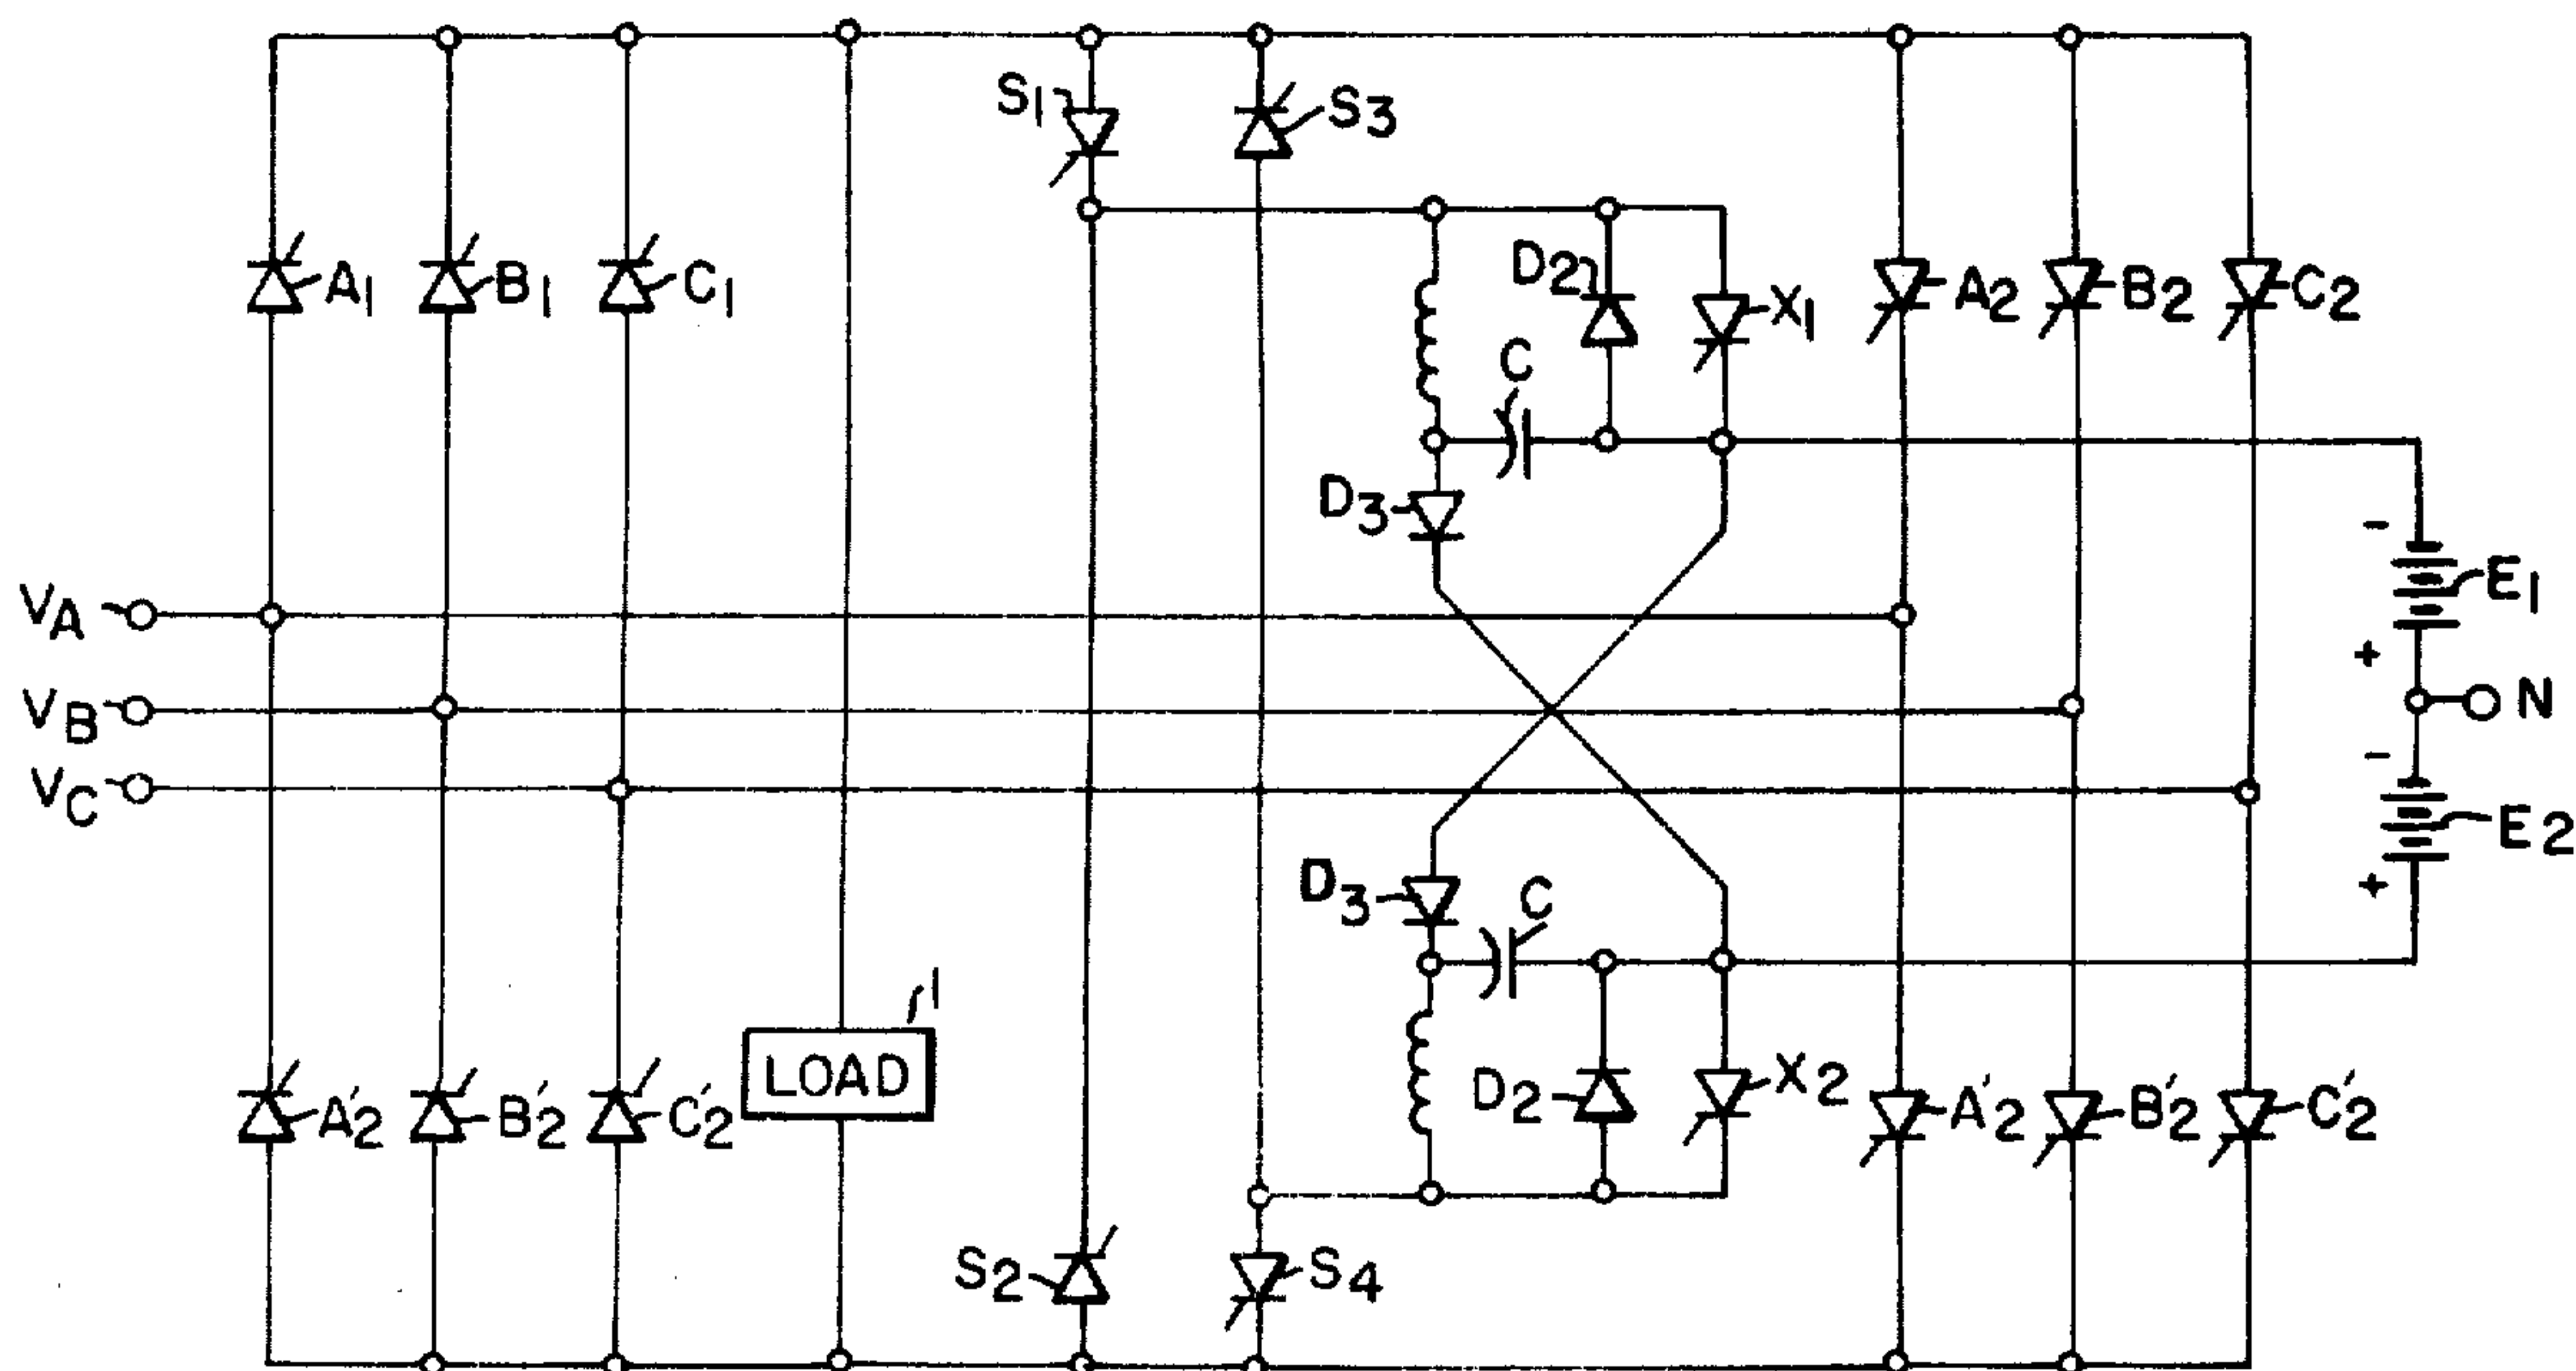 S1
S3
D2
X1
A1
B1
C1
A2
B2
C2
C
D3
-
E1
+
VA
VB
N
VC
-
E2
+
D3
C
1
LOAD
A'2
B'2
C'2
D2
X2
A'2
B'2
C'2
S2
S4